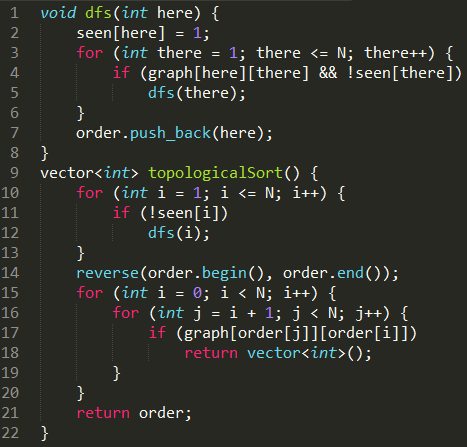 1 void dfs(int here) {
2     seen[here] = 1;
3     for (int there = 1; there <= N; there++) {
4         if (graph[here][there] && !seen[there])
5             dfs(there);
6     }
7     order.push_back(here);
8 }
9 vector<int> topologicalSort() {
10     for (int i = 1; i <= N; i++) {
11         if (!seen[i])
12             dfs(i);
13     }
14     reverse(order.begin(), order.end());
15     for (int i = 0; i < N; i++) {
16         for (int j = i + 1; j < N; j++) {
17             if (graph[order[j]][order[i]])
18                 return vector<int>();
19         }
20     }
21     return order;
22 }